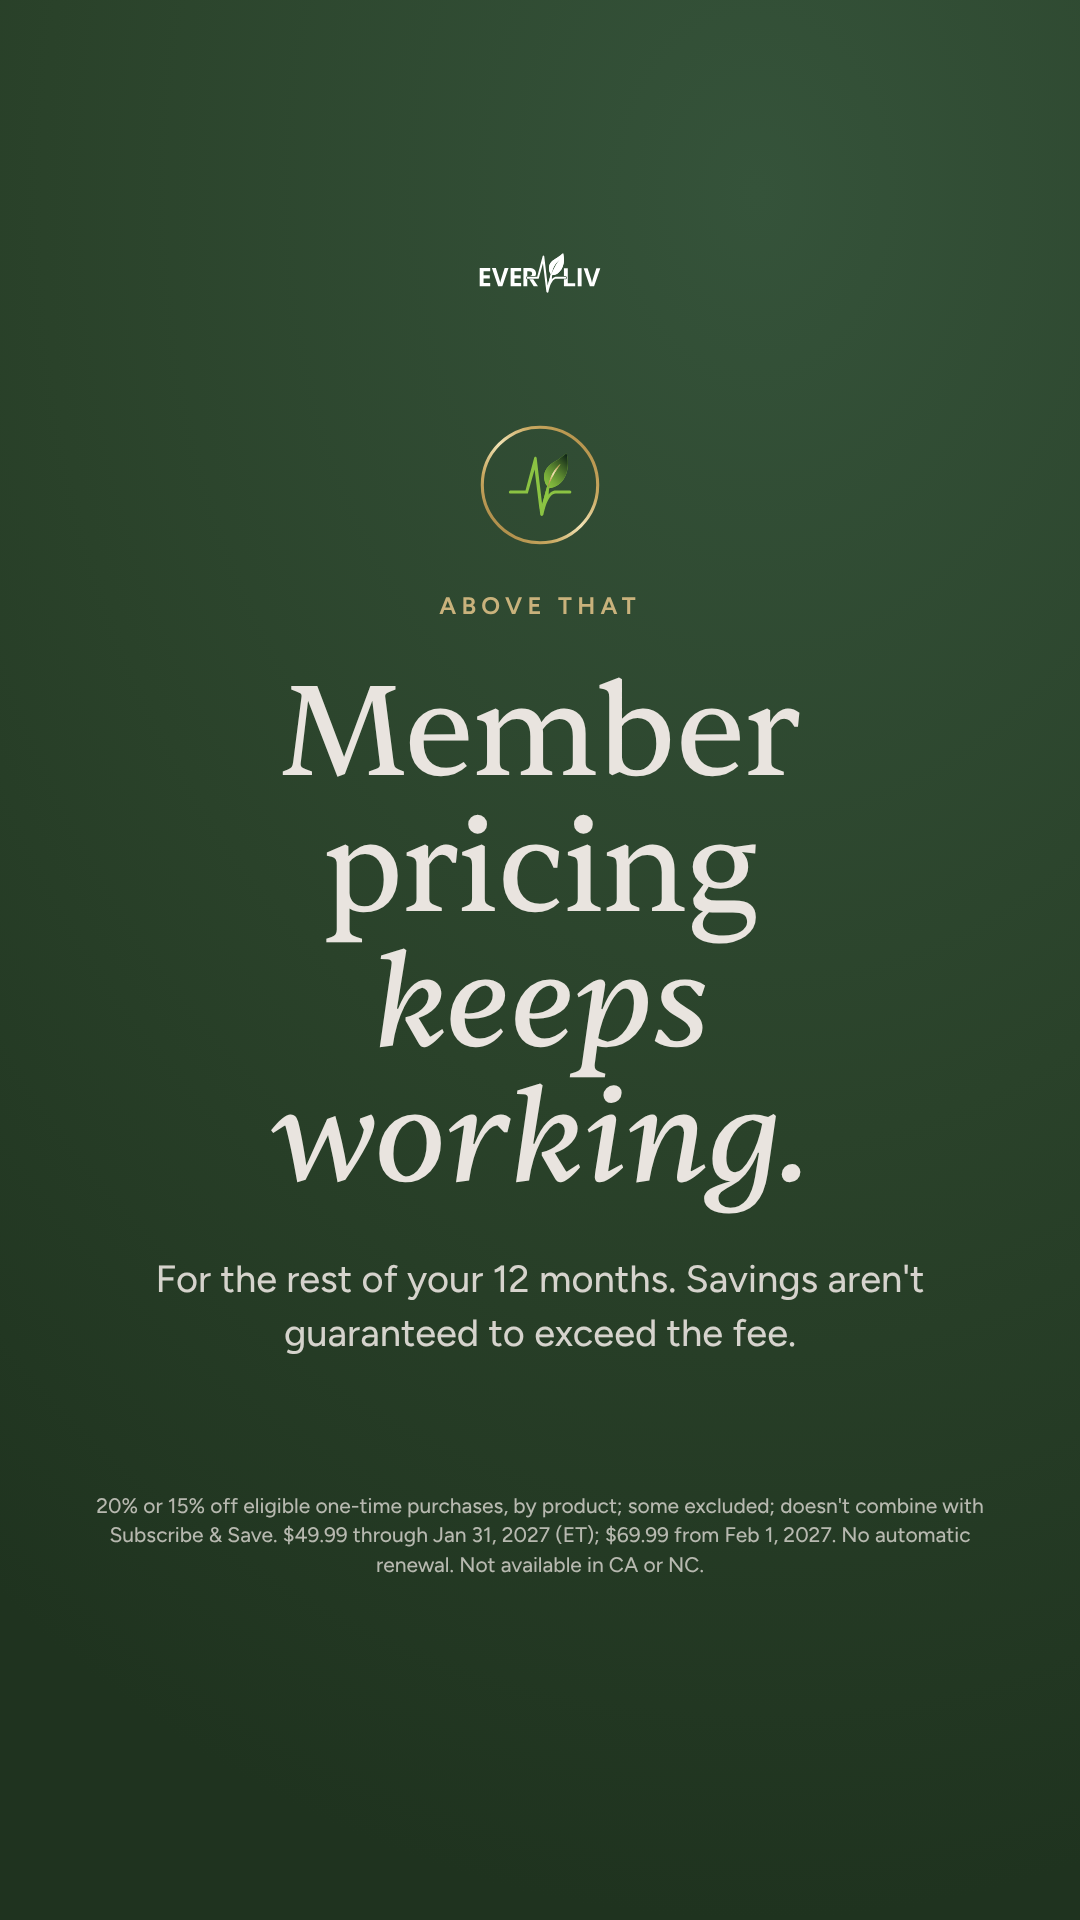 EVERLIV
ABOVE THAT
Member
pricing
keeps
working.
For the rest of your 12 months. Savings aren't
guaranteed to exceed the fee.
20% or 15% off eligible one-time purchases, by product; some excluded; doesn't combine with
Subscribe & Save. $49.99 through Jan 31, 2027 (ET); $69.99 from Feb 1, 2027. No automatic
renewal. Not available in CA or NC.